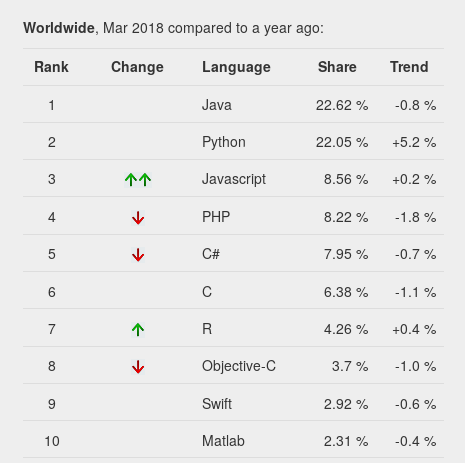 Worldwide, Mar 2018 compared to a year ago:
Rank Change Language Share Trend
1 Java 22.62 % -0.8 %
2 Python 22.05 % +5.2 %
3 ↑↑ Javascript 8.56 % +0.2 %
4 ↓ PHP 8.22 % -1.8 %
5 ↓ C# 7.95 % -0.7 %
6 C 6.38 % -1.1 %
7 ↑ R 4.26 % +0.4 %
8 ↓ Objective-C 3.7 % -1.0 %
9 Swift 2.92 % -0.6 %
10 Matlab 2.31 % -0.4 %